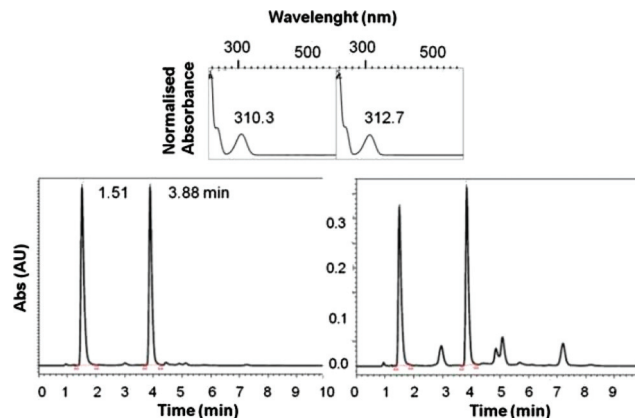 Wavelenght (nm)
300 500 300 500
Normalised
Absorbance
310.3 312.7
1.51 3.88 min
Abs (AU)
0.3
0.2
0.1
0.0
0 1 2 3 4 5 6 7 8 9 10
0 1 2 3 4 5 6 7 8 9
Time (min) Time (min)